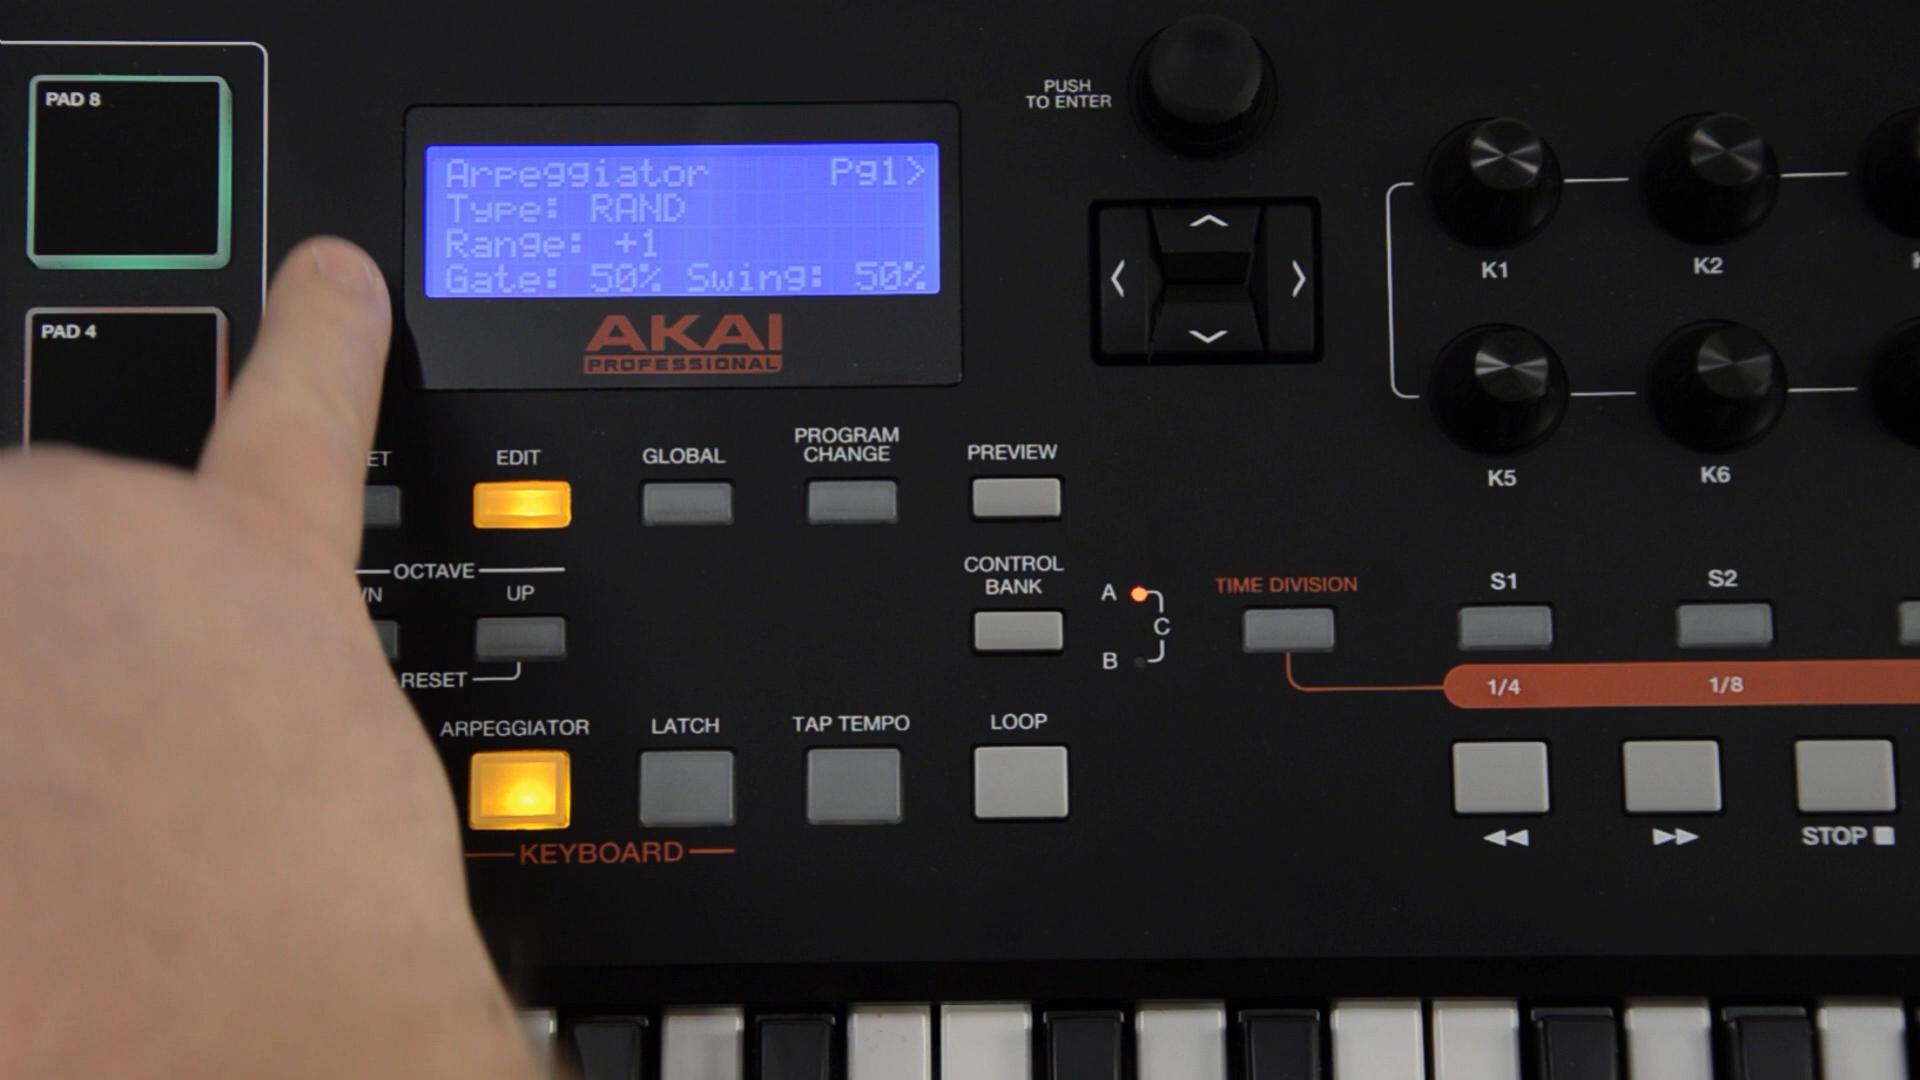 PAD 8
PAD 4
Arpeggiator Pg1>
Type: RAND
Range: +1
Gate: 50% Swing: 50%
AKAI
PROFESSIONAL
PUSH
TO ENTER
K1
K2
K5
K6
EDIT
GLOBAL
PROGRAM
CHANGE
PREVIEW
OCTAVE
UP
RESET
CONTROL
BANK
A
C
B
TIME DIVISION
S1
S2
1/4
1/8
ARPEGGIATOR
LATCH
TAP TEMPO
LOOP
KEYBOARD
STOP